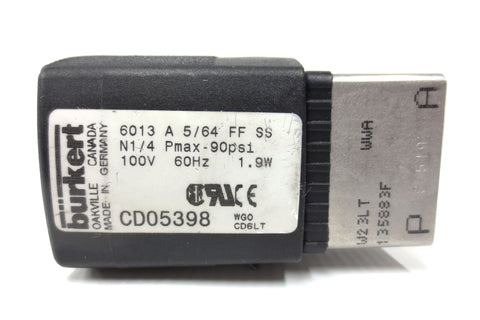 bürkert
OAKVILLE CANADA
MADE IN GERMANY
6013 A 5/64 FF SS
N1/4 Pmax-90psi
100V 60Hz 1.9W
CD05398
WGO
CD6LT
A
WWA
W23LT
135883F
P